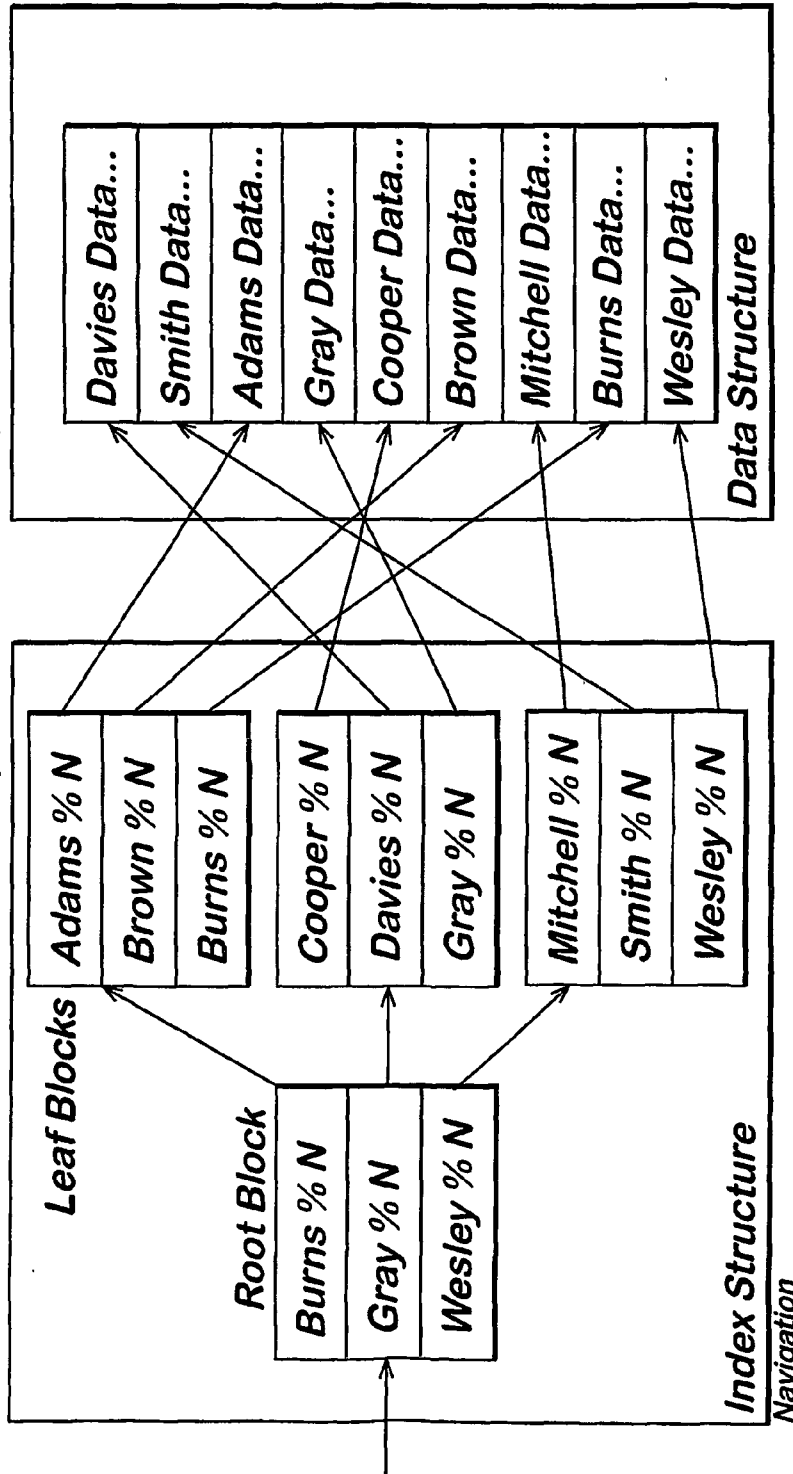 Leaf Blocks
Root Block
Burns % N
Gray % N
Wesley % N
Adams % N
Brown % N
Burns % N
Cooper % N
Davies % N
Gray % N
Mitchell % N
Smith % N
Wesley % N
Index Structure
Navigation
Davies Data...
Smith Data...
Adams Data...
Gray Data...
Cooper Data...
Brown Data...
Mitchell Data...
Burns Data...
Wesley Data...
Data Structure